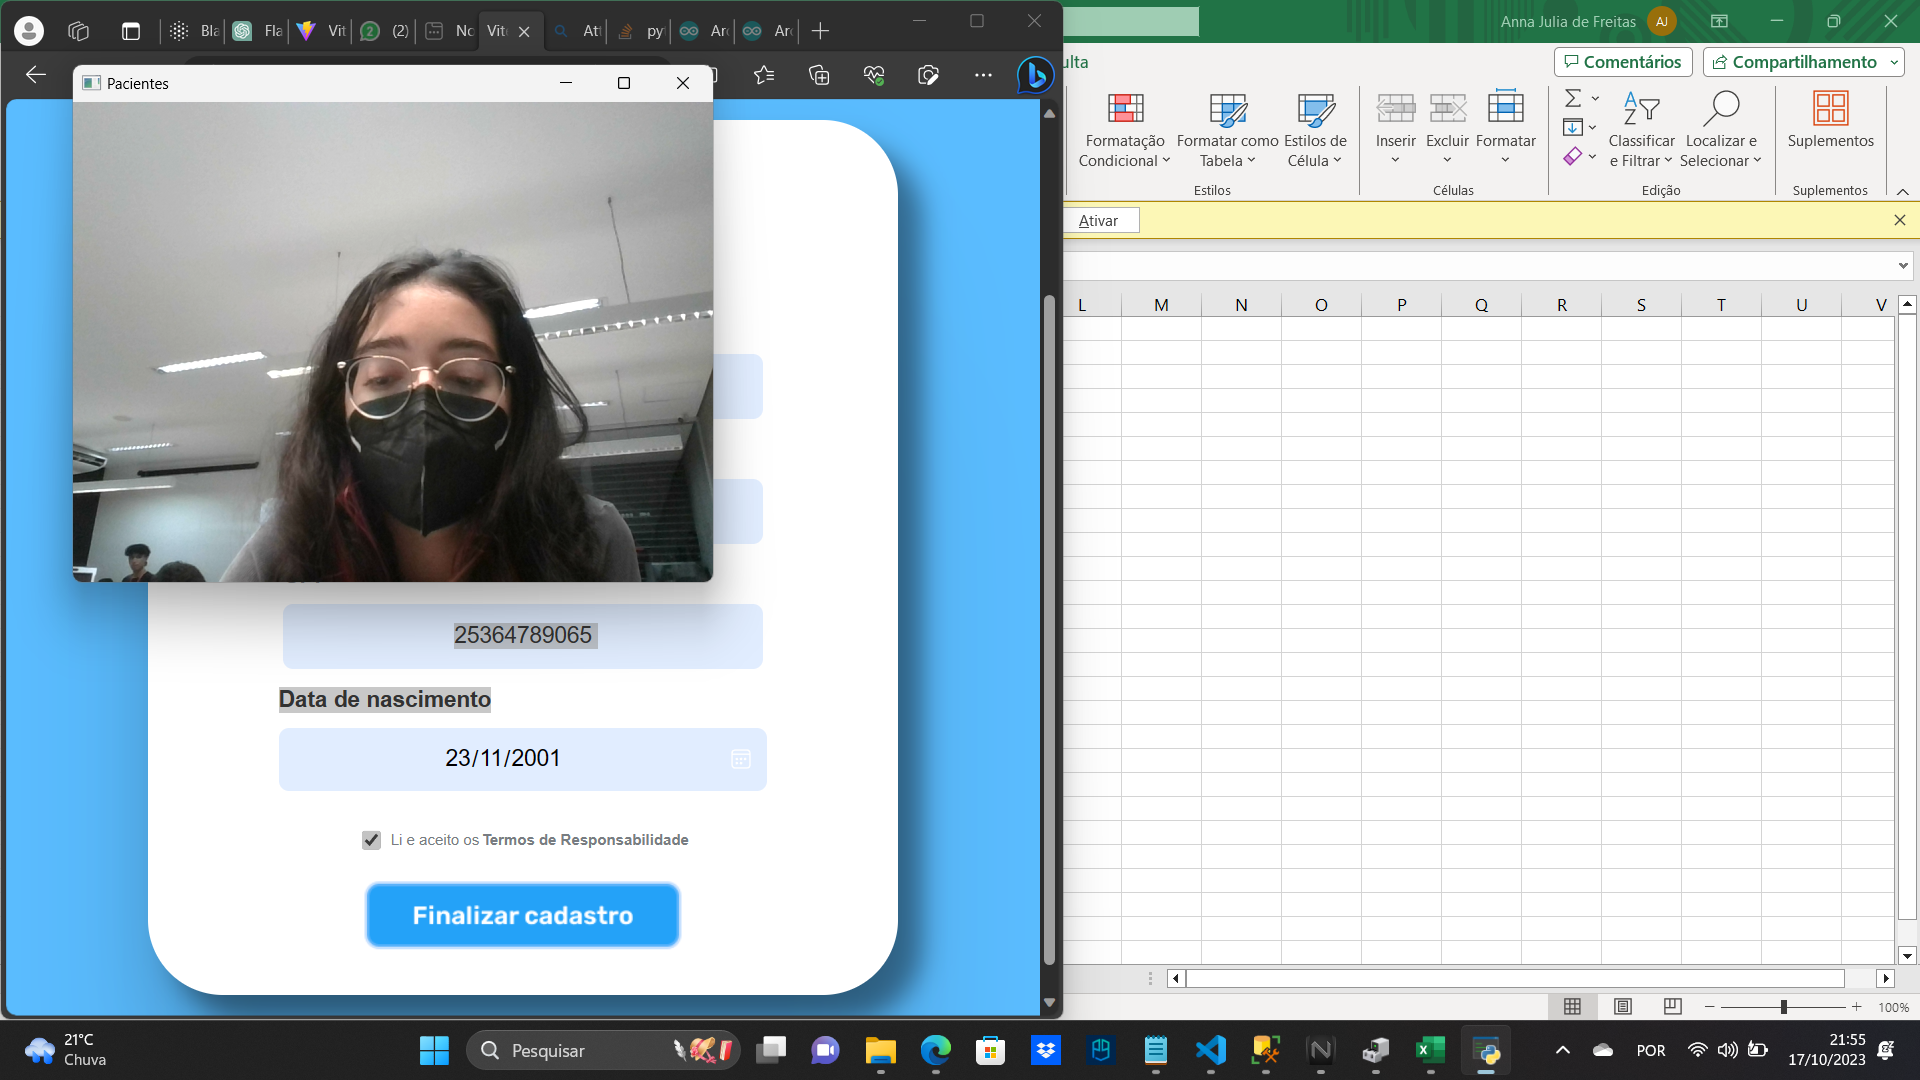 Bla
Fla
Vit
(2)
No
Vit
Att
py
Ar
Ar
Pacientes
25364789065
Data de nascimento
23/11/2001
Li e aceito os Termos de Responsabilidade
Finalizar cadastro
Anna Julia de Freitas AJ
ulta
Comentários
Compartilhamento
Formatação Condicional
Formatar como Tabela
Estilos de Célula
Estilos
Inserir
Excluir
Formatar
Células
Classificar e Filtrar
Localizar e Selecionar
Edição
Suplementos
Suplementos
Ativar
L M N O P Q R S T U V
100%
21°C
Chuva
Pesquisar
POR
21:55
17/10/2023